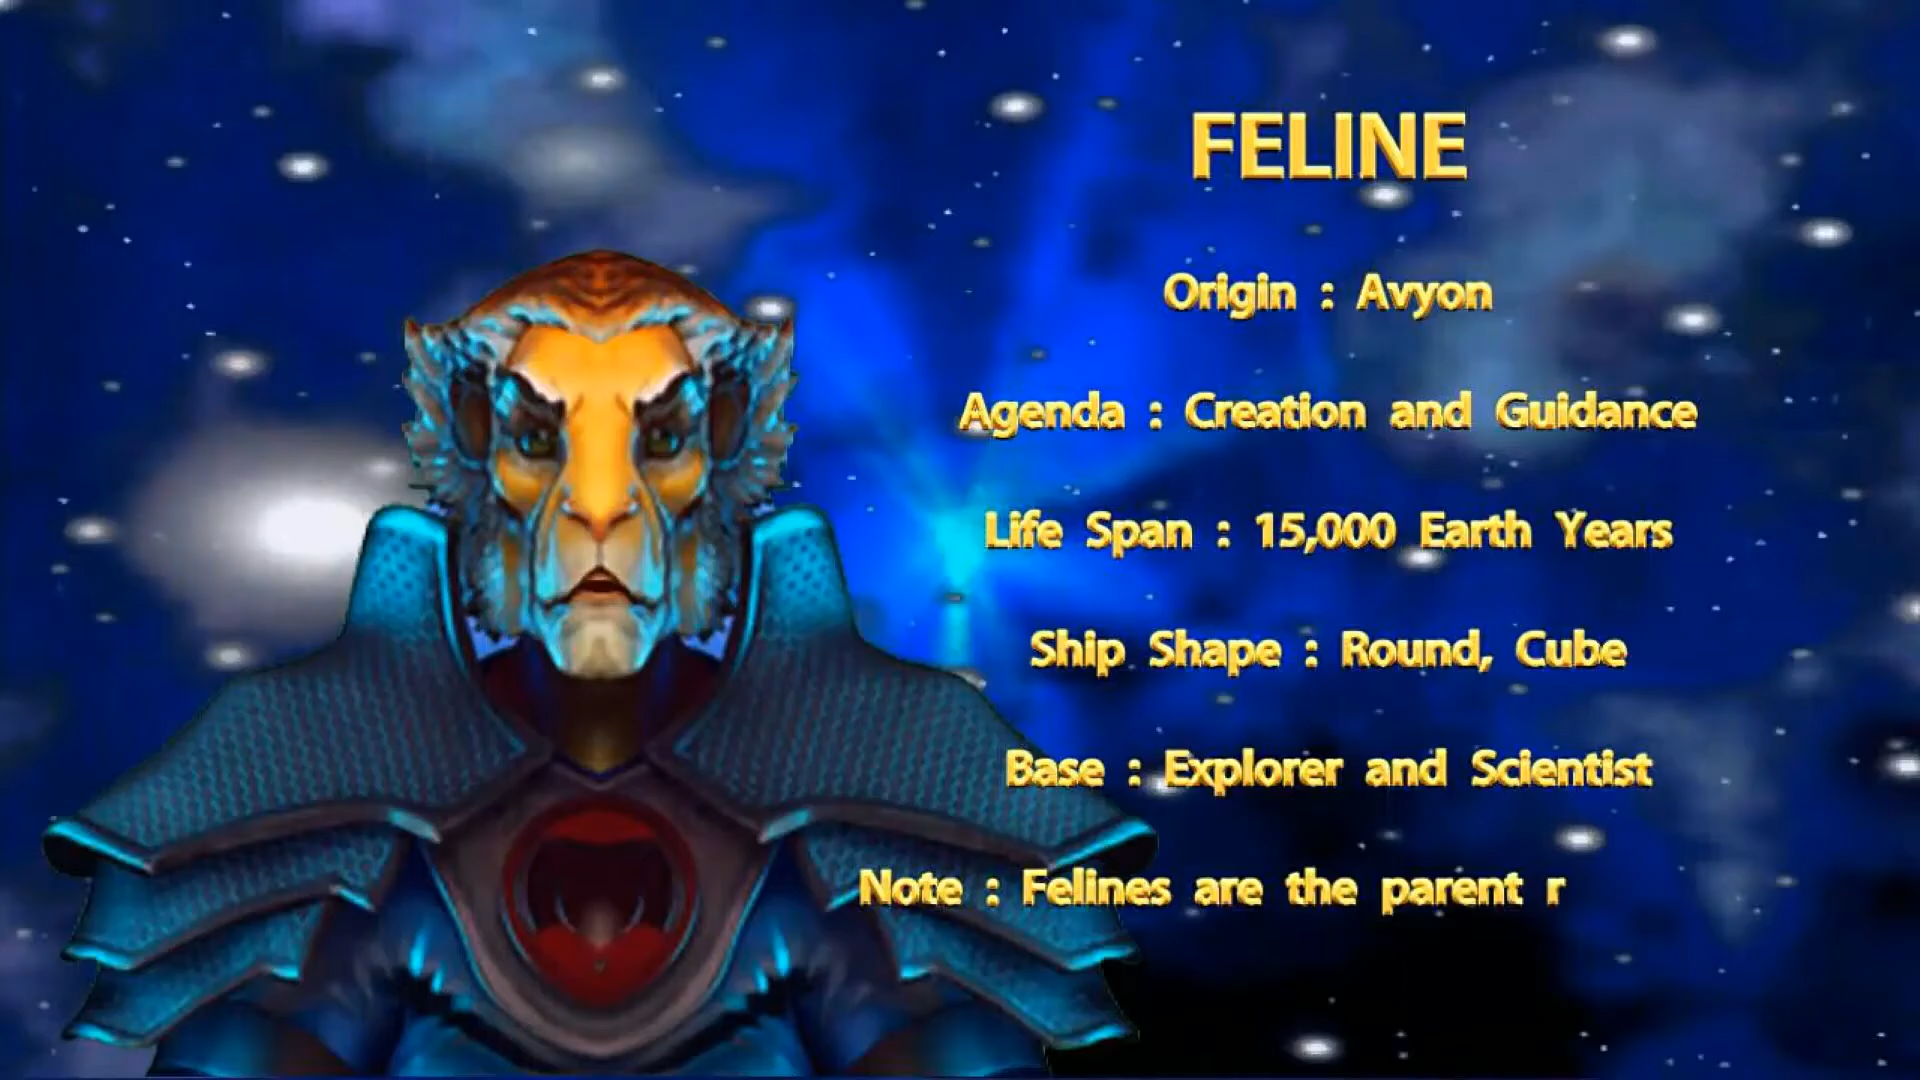 FELINE
Origin : Avyon
Agenda : Creation and Guidance
Life Span : 15,000 Earth Years
Ship Shape : Round, Cube
Base : Explorer and Scientist
Note : Felines are the parent r